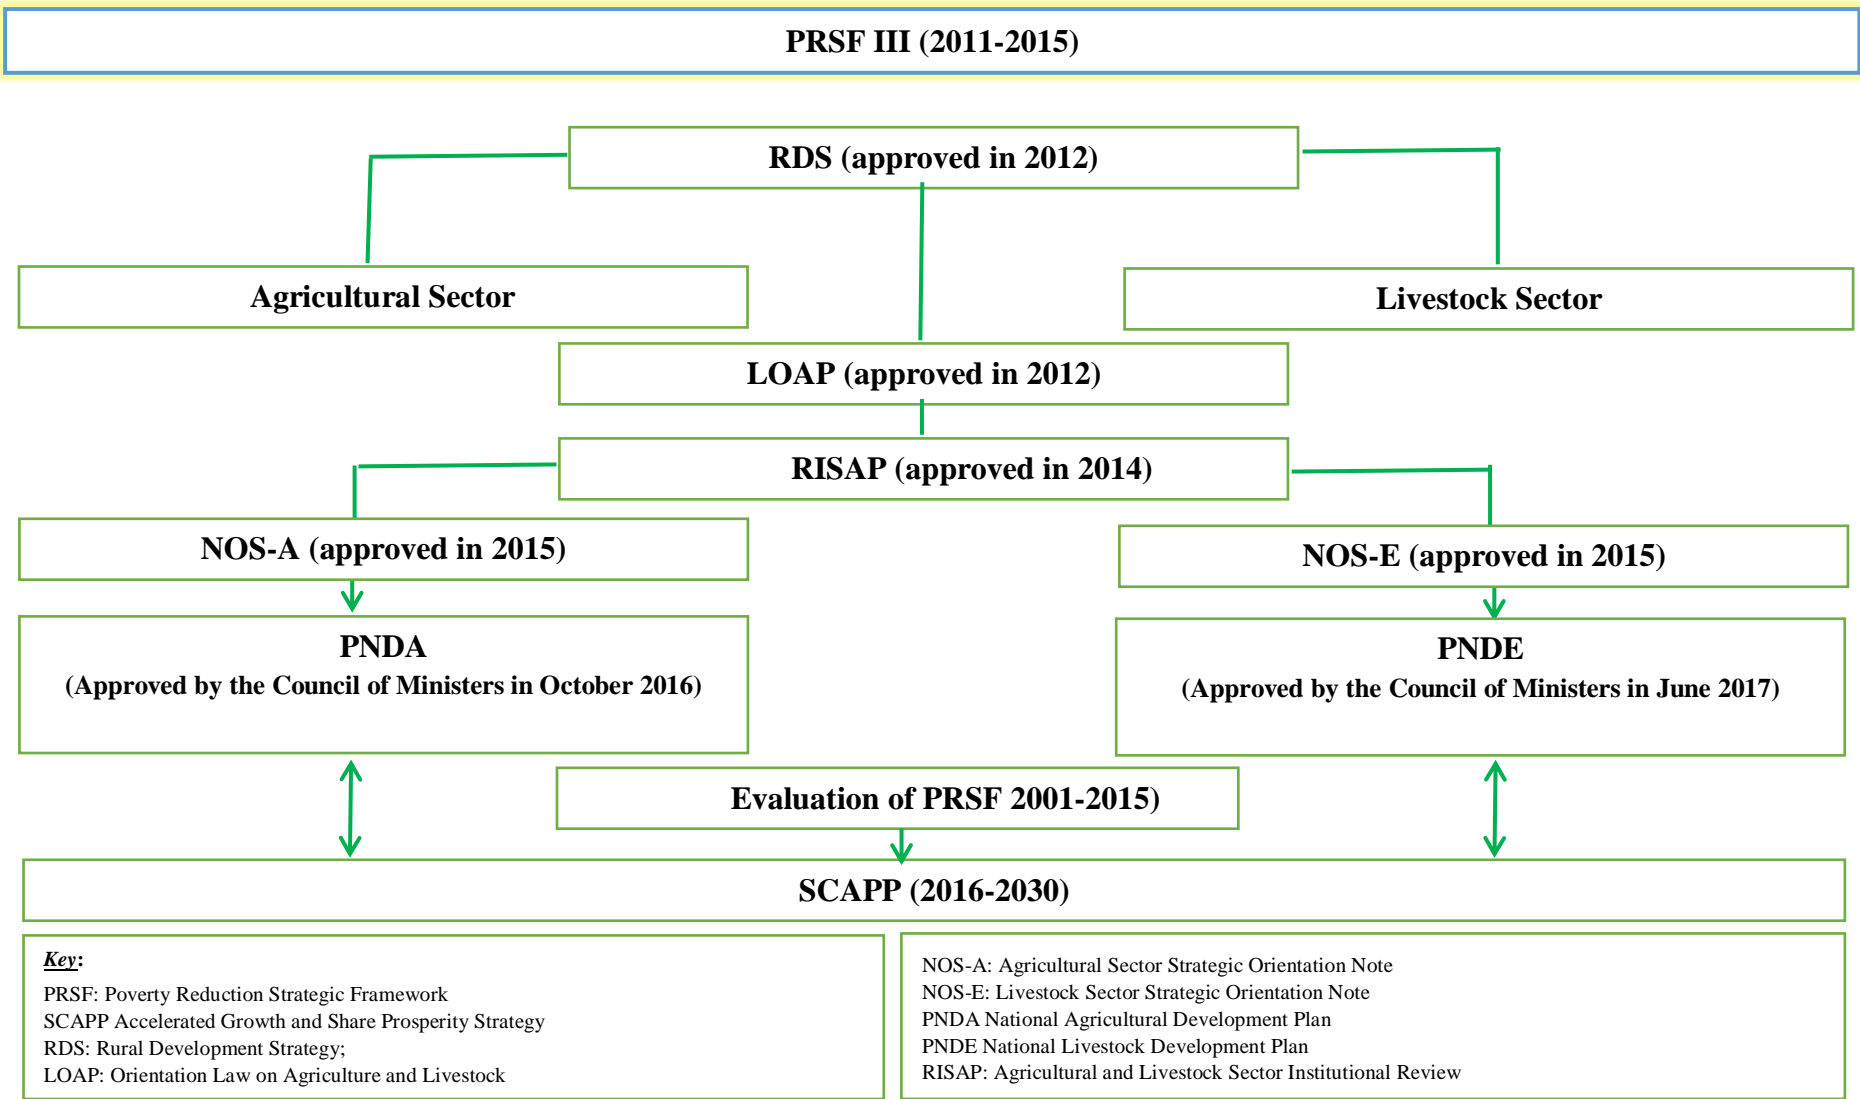 PRSF III (2011-2015)
RDS (approved in 2012)
Agricultural Sector
Livestock Sector
LOAP (approved in 2012)
RISAP (approved in 2014)
NOS-A (approved in 2015)
NOS-E (approved in 2015)
PNDA
(Approved by the Council of Ministers in October 2016)
PNDE
(Approved by the Council of Ministers in June 2017)
Evaluation of PRSF 2001-2015)
SCAPP (2016-2030)
Key:
PRSF: Poverty Reduction Strategic Framework
SCAPP Accelerated Growth and Share Prosperity Strategy
RDS: Rural Development Strategy;
LOAP: Orientation Law on Agriculture and Livestock
NOS-A: Agricultural Sector Strategic Orientation Note
NOS-E: Livestock Sector Strategic Orientation Note
PNDA National Agricultural Development Plan
PNDE National Livestock Development Plan
RISAP: Agricultural and Livestock Sector Institutional Review